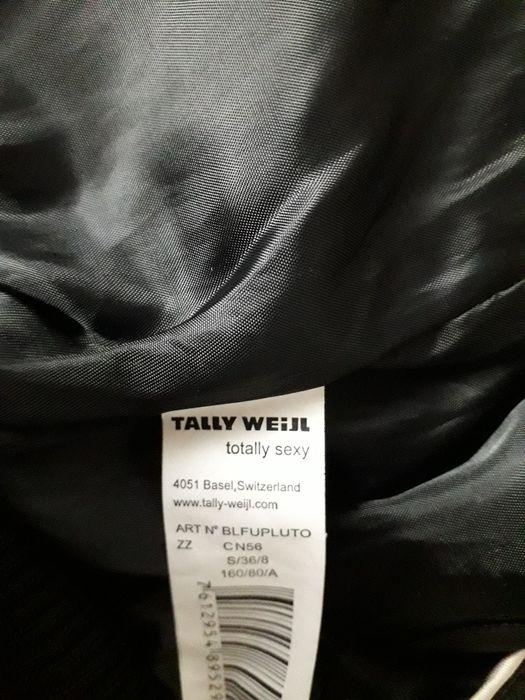 TALLY WEiJL
totally sexy
4051 Basel,Switzerland
www.tally-weijl.com
ART N° BLFUPLUTO
ZZ CN56
S/36/8
160/80/A
7612954189529